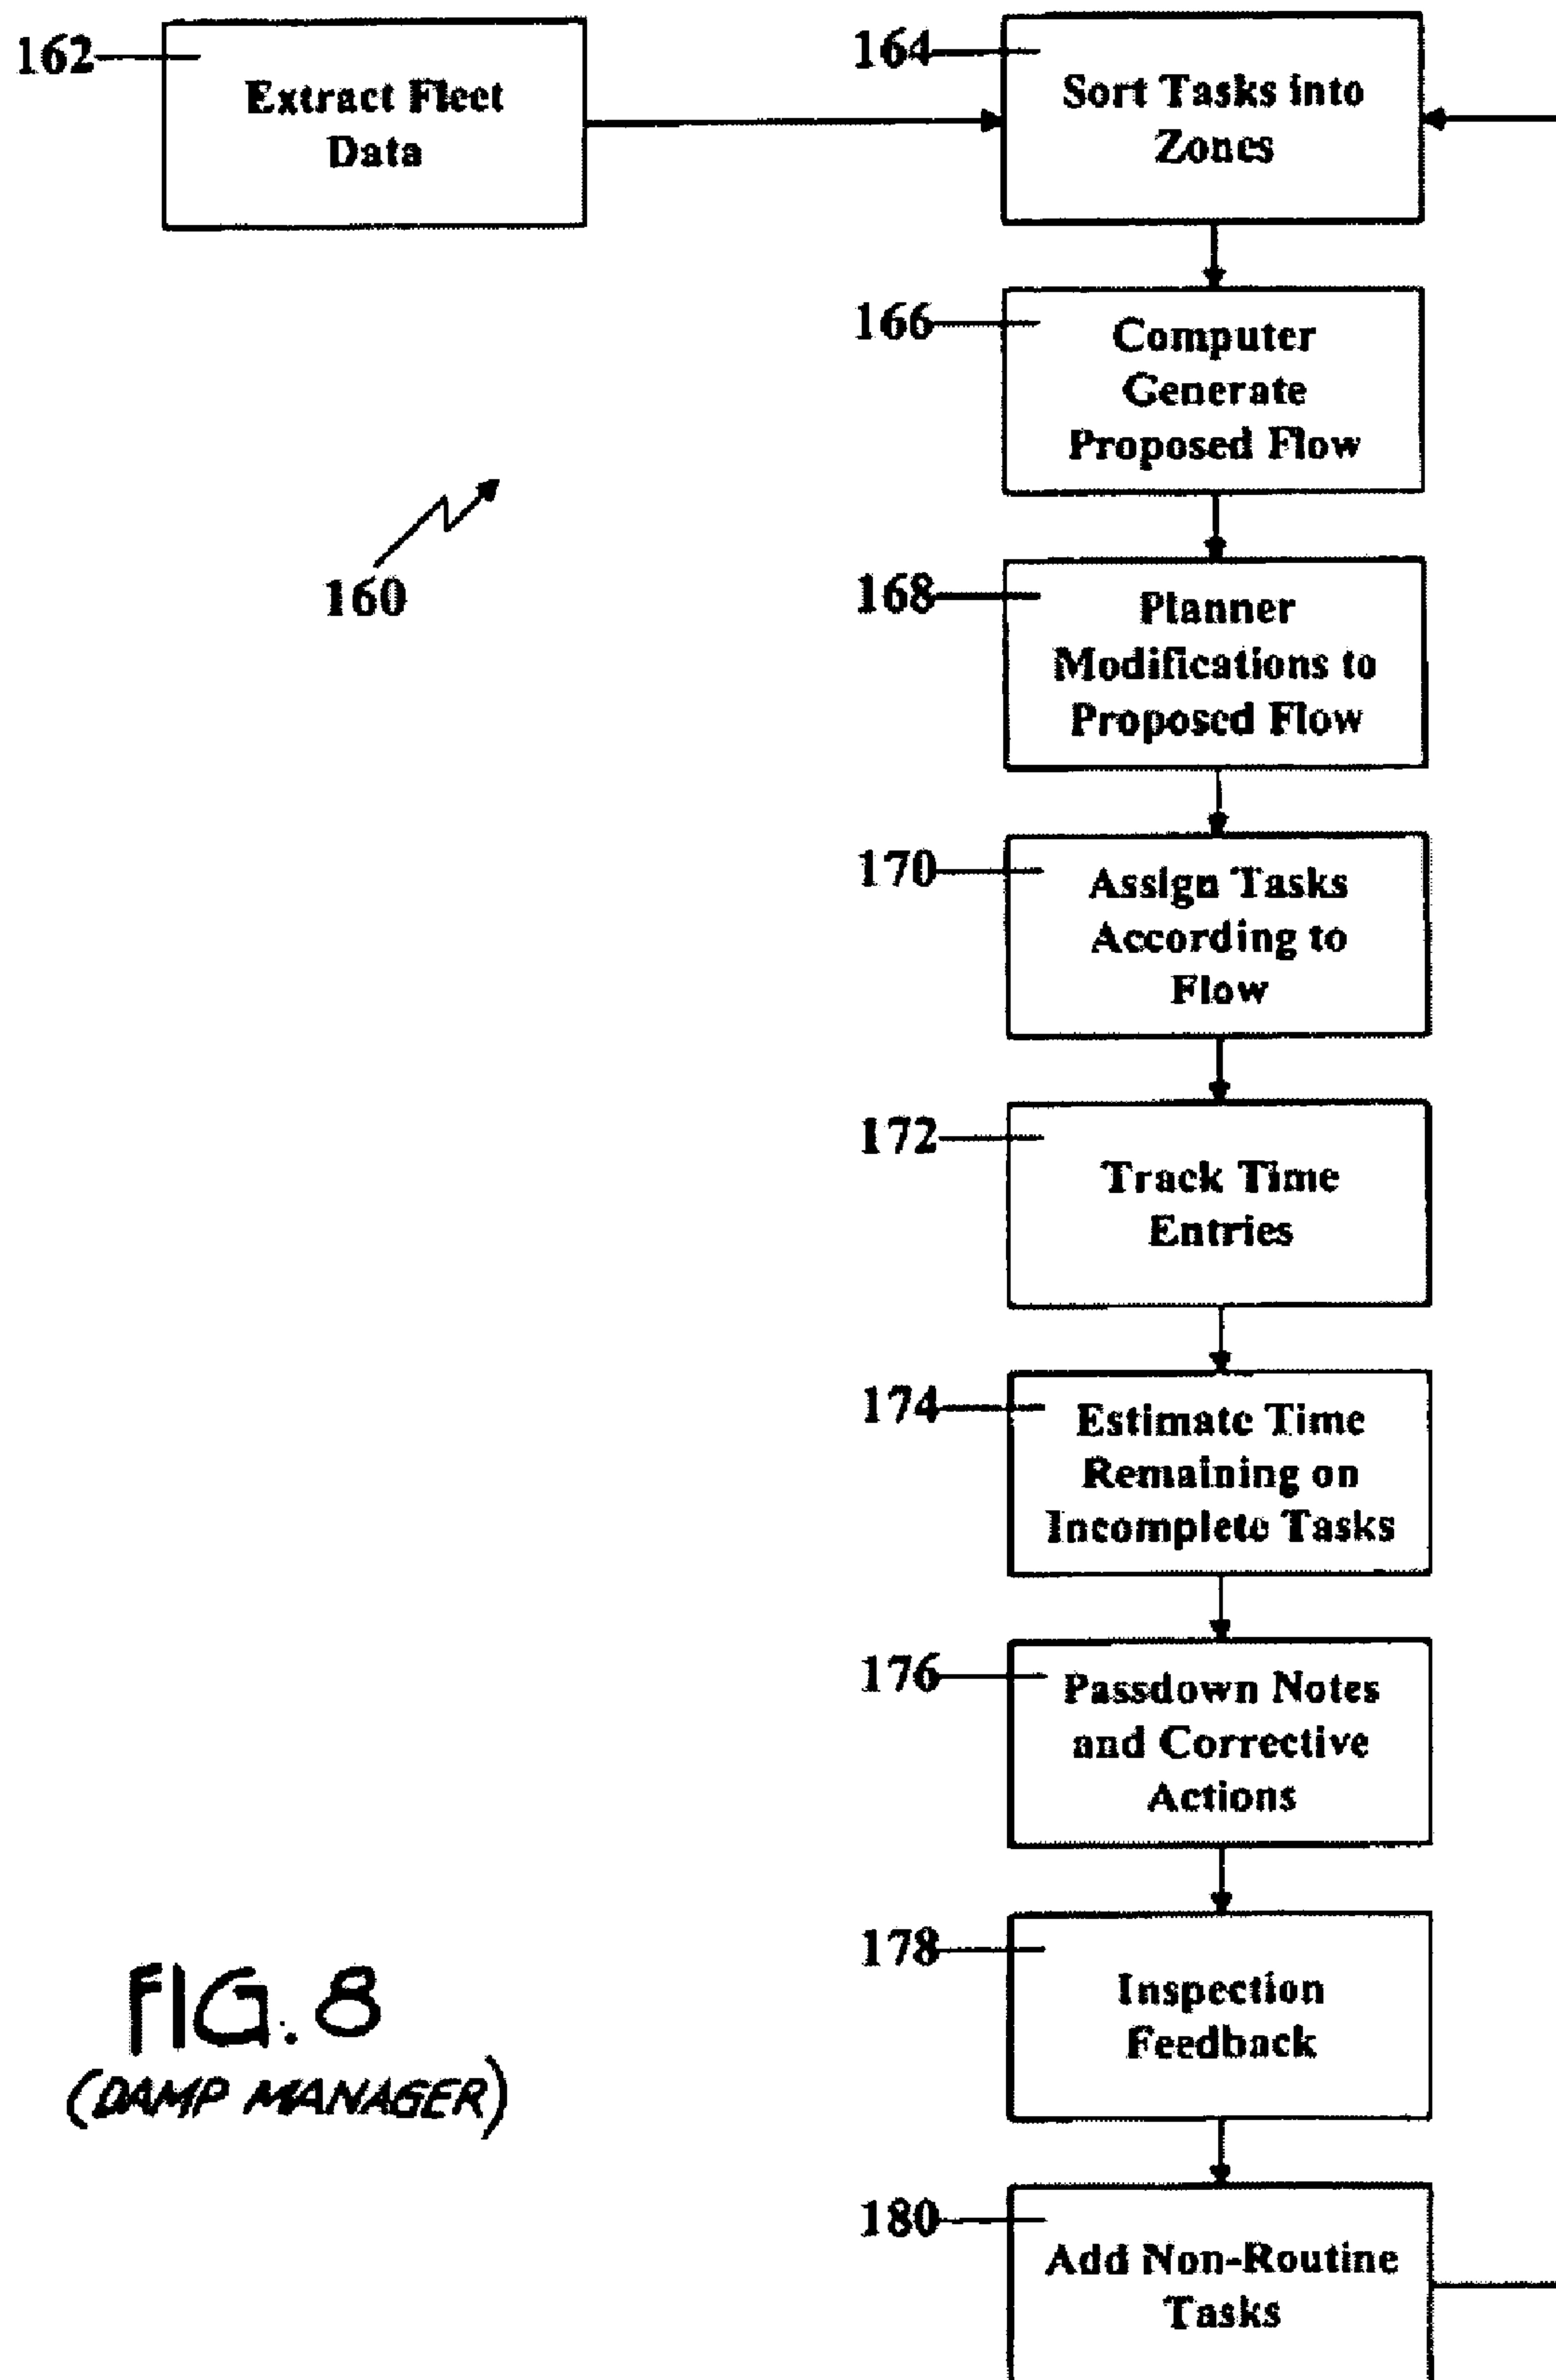 162
Extract Fleet
Data
164
Sort Tasks into
Zones
166
Computer
Generate
Proposed Flow
160
168
Planner
Modifications to
Proposed Flow
170
Assign Tasks
According to
Flow
172
Track Time
Entries
174
Estimate Time
Remaining on
Incomplete Tasks
176
Passdown Notes
and Corrective
Actions
178
Inspection
Feedback
FIG. 8
(DAMP MANAGER)
180
Add Non-Routine
Tasks